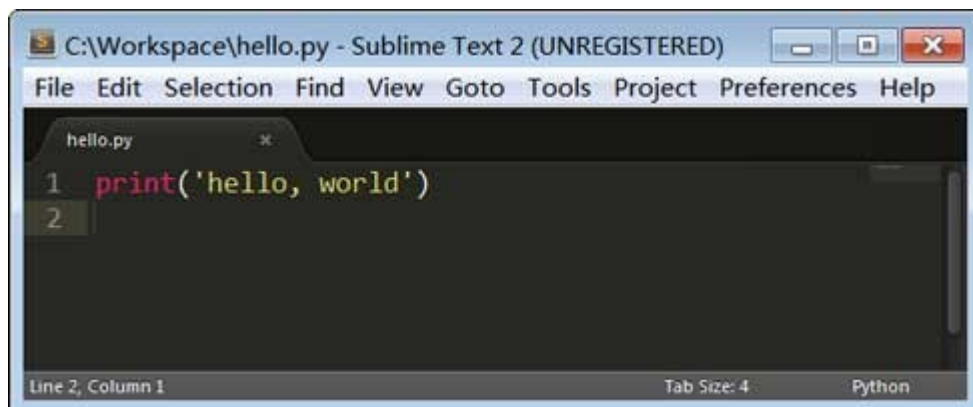 C:\Workspace\hello.py - Sublime Text 2 (UNREGISTERED)
File Edit Selection Find View Goto Tools Project Preferences Help
hello.py
1 print('hello, world')
2
Line 2, Column 1 Tab Size: 4 Python